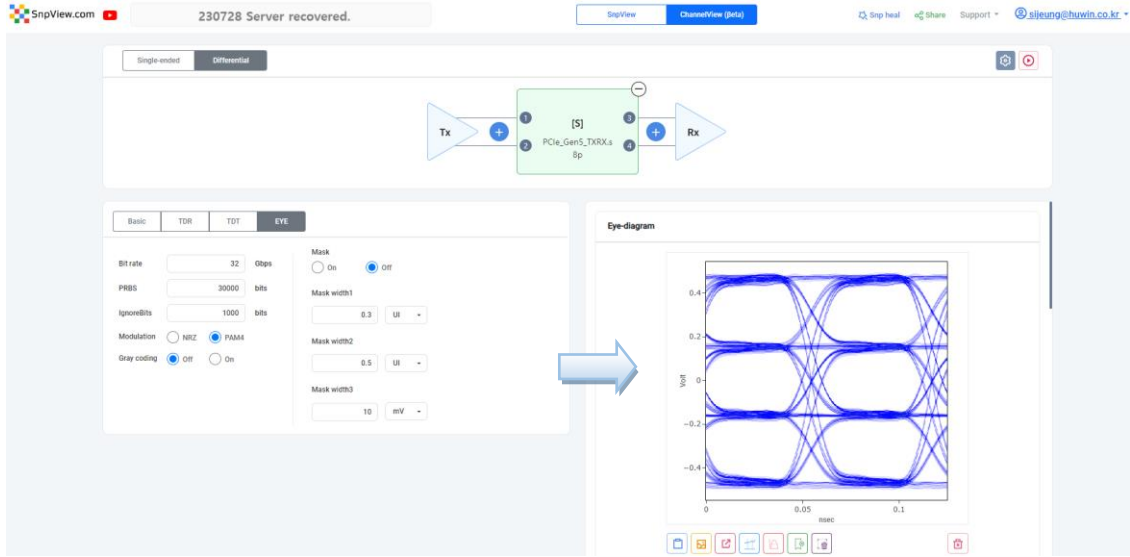 SnpView.com
230728 Server recovered.
SnpView
ChannelView (βeta)
Snp heal
Share
Support
sijeung@huwin.co.kr
Single-ended
Differential
Tx
1
2
[S]
PCIe_Gen5_TXRX.s
8p
3
4
Rx
Basic
TDR
TDT
EYE
Bit rate 32 Gbps
PRBS 30000 bits
IgnoreBits 1000 bits
Modulation NRZ PAM4
Gray coding Off On
Mask
On Off
Mask width1
0.3 UI
Mask width2
0.5 UI
Mask width3
10 mV
Eye-diagram
0.4
0.2
0
−0.2
−0.4
Volt
0 0.05 0.1
nsec